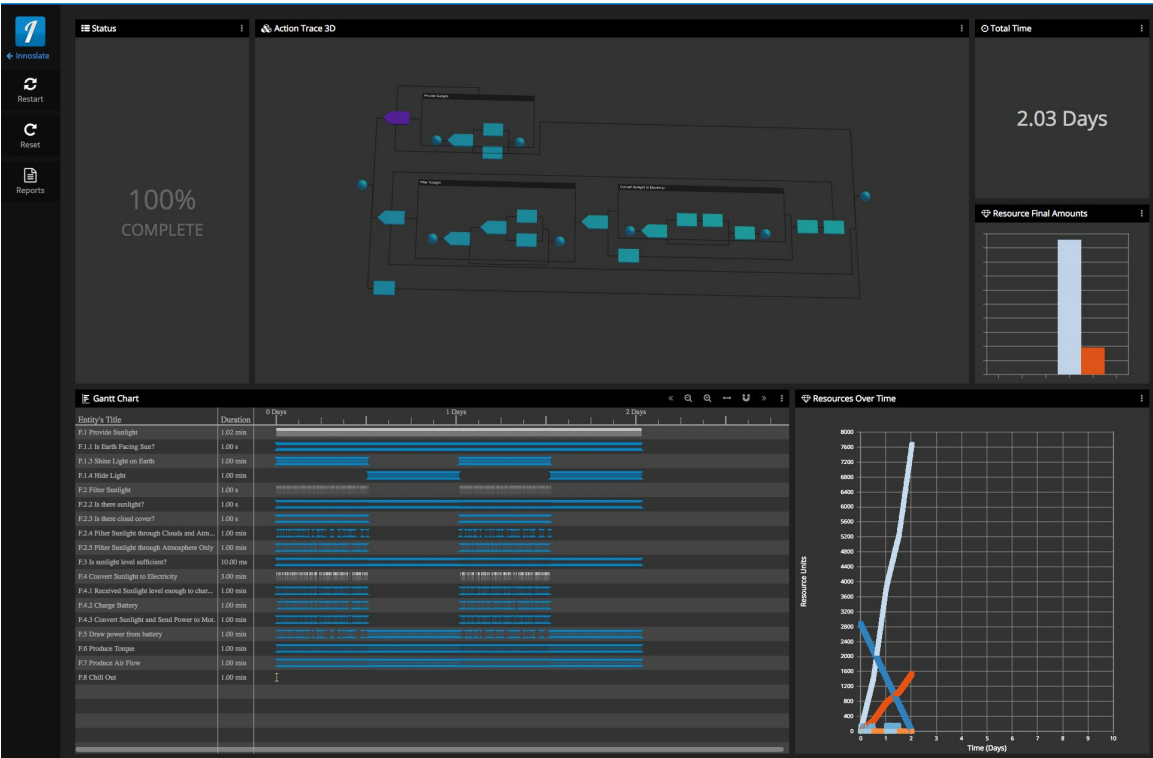 Innoslate
Restart
Reset
Reports
Status
100%
COMPLETE
Action Trace 3D
Provide Sunlight
Filter Sunlight
Convert Sunlight to Electricity
Total Time
2.03 Days
Resource Final Amounts
Gantt Chart
Entity's Title Duration 0 Days 1 Days 2 Days
F.1 Provide Sunlight 1.02 min
F.1.1 Is Earth Facing Sun? 1.00 s
F.1.3 Shine Light on Earth 1.00 min
F.1.4 Hide Light 1.00 min
F.2 Filter Sunlight 1.00 s
F.2.2 Is there sunlight? 1.00 s
F.2.3 Is there cloud cover? 1.00 s
F.2.4 Filter Sunlight through Clouds and Atm... 1.00 min
F.2.5 Filter Sunlight through Atmosphere Only 1.00 min
F.3 Is sunlight level sufficient? 10.00 ms
F.4 Convert Sunlight to Electricity 3.00 min
F.4.1 Received Sunlight level enough to char... 1.00 min
F.4.2 Charge Battery 1.00 min
F.4.3 Convert Sunlight and Send Power to Mot. 1.00 min
F.5 Draw power from battery 1.00 min
F.6 Produce Torque 1.00 min
F.7 Produce Air Flow 1.00 min
F.8 Chill Out 1.00 min
Resources Over Time
Resource Units
8000
7600
7200
6800
6400
6000
5600
5200
4800
4400
4000
3600
3200
2800
2400
2000
1600
1200
800
400
0
0 1 2 3 4 5 6 7 8 9 10
Time (Days)